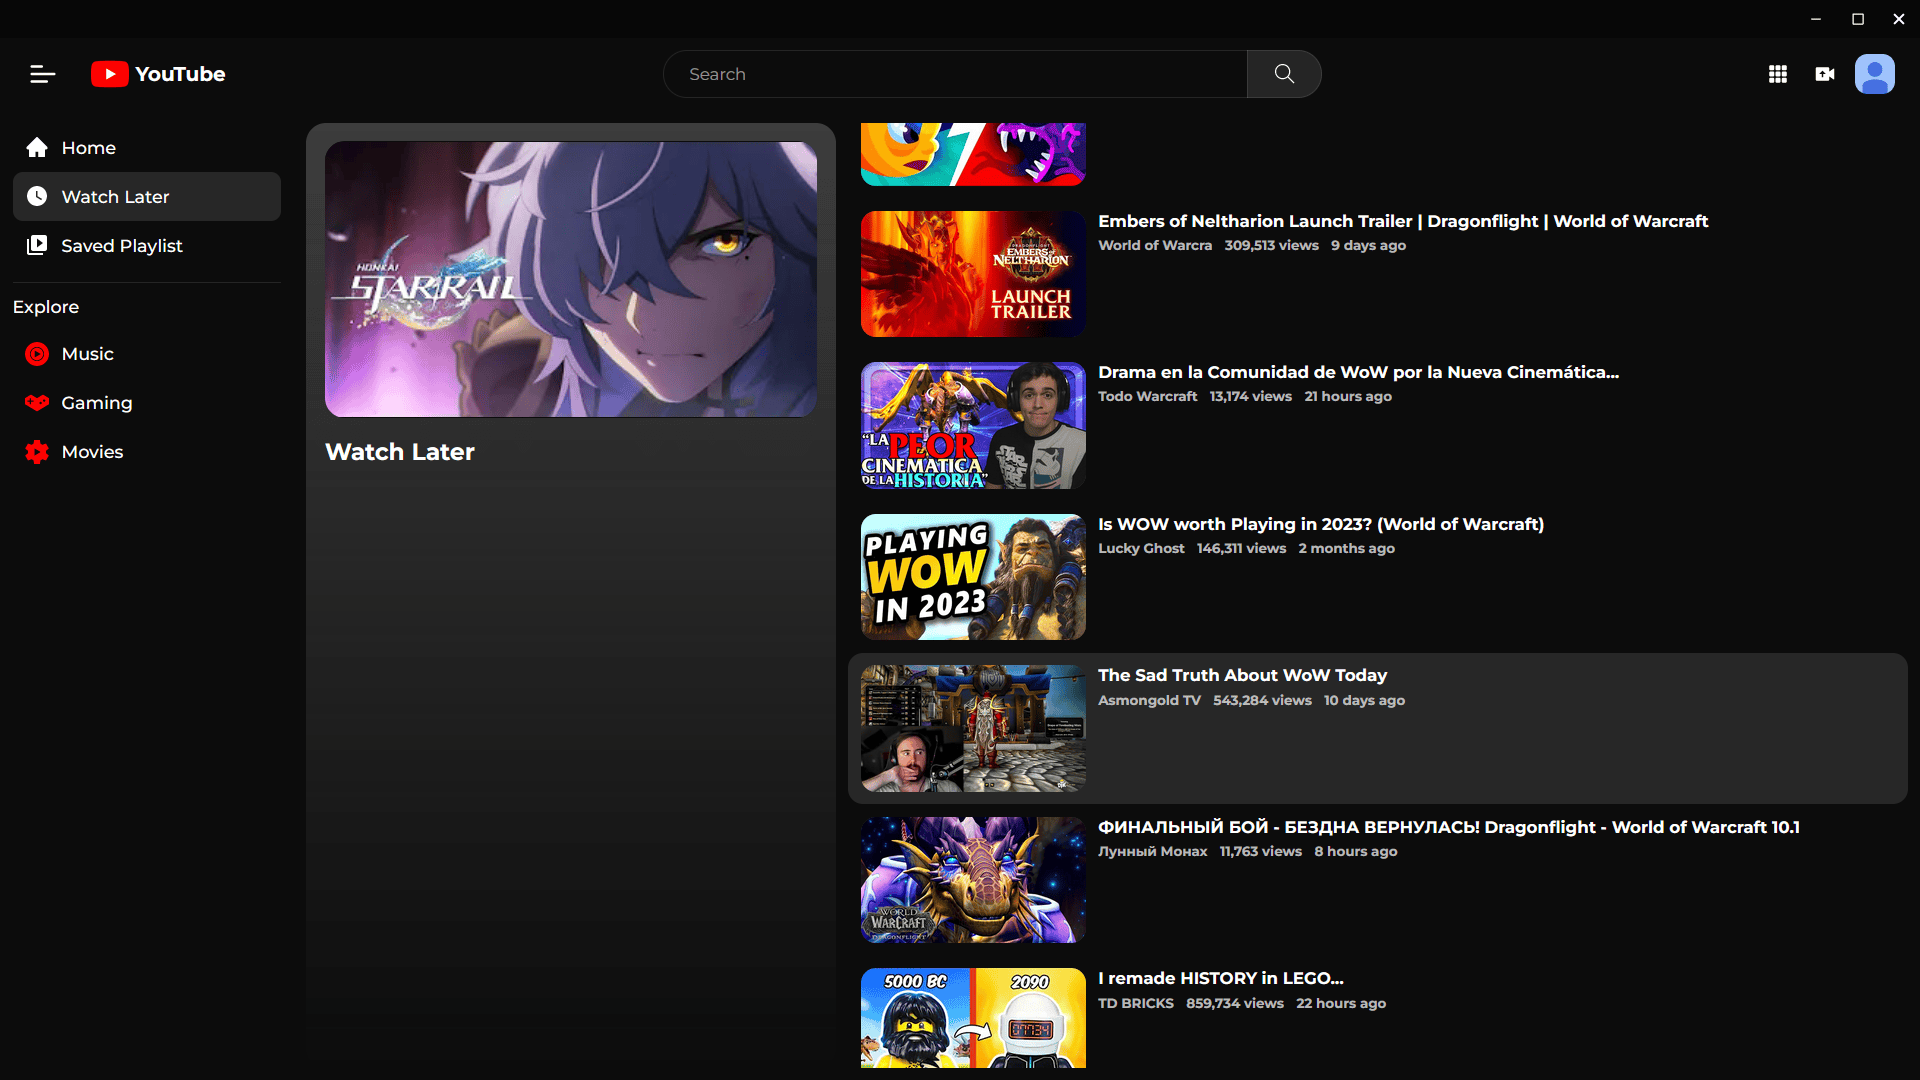 YouTube
Search
Home
Watch Later
Saved Playlist
Explore
Music
Gaming
Movies
HONKAI
STAR RAIL
Watch Later
DRAGONFLIGHT
EMBERS of
NELTHARION
LAUNCH
TRAILER
Embers of Neltharion Launch Trailer | Dragonflight | World of Warcraft
World of Warcra 309,513 views 9 days ago
"LA PEOR
CINEMATICA
DE LA HISTORIA"
STAR
WARS
Drama en la Comunidad de WoW por la Nueva Cinemática...
Todo Warcraft 13,174 views 21 hours ago
PLAYING
WOW
IN 2023
Is WOW worth Playing in 2023? (World of Warcraft)
Lucky Ghost 146,311 views 2 months ago
The Sad Truth About WoW Today
Asmongold TV 543,284 views 10 days ago
WORLD
WARCRAFT
DRAGONFLIGHT
ФИНАЛЬНЫЙ БОЙ - БЕЗДНА ВЕРНУЛАСЬ! Dragonflight - World of Warcraft 10.1
Лунный Монах 11,763 views 8 hours ago
5000 BC
2090
07734
I remade HISTORY in LEGO...
TD BRICKS 859,734 views 22 hours ago